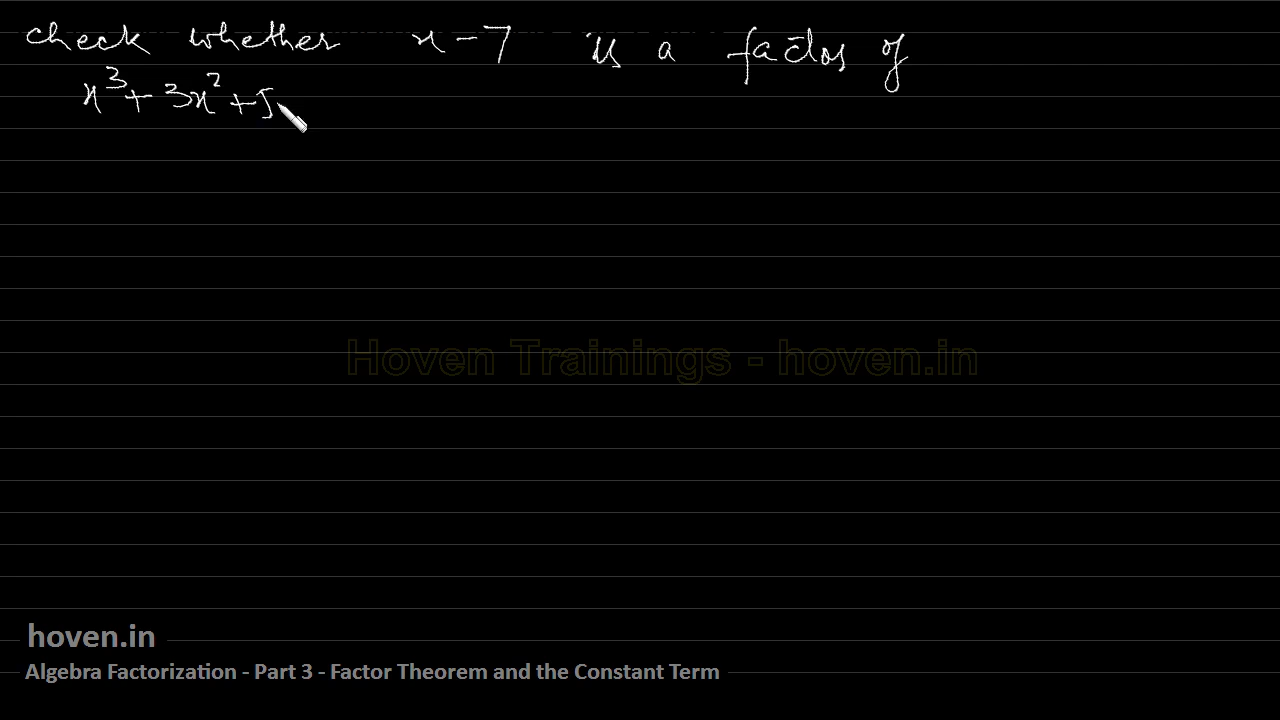 check whether x - 7 is a factor of
x³ + 3x² + 5
Hoven Trainings - hoven.in
hoven.in
Algebra Factorization - Part 3 - Factor Theorem and the Constant Term